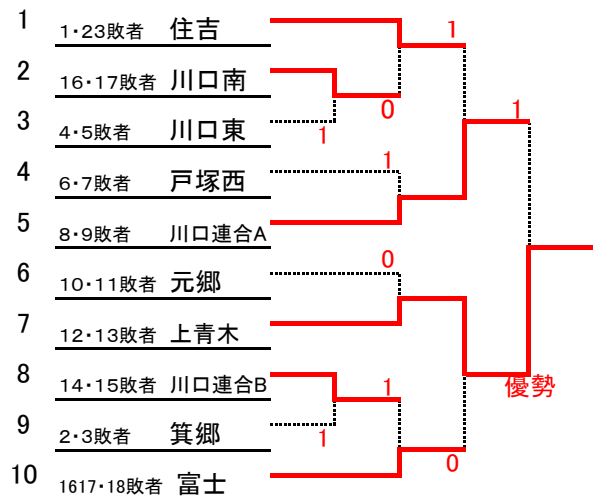 1 1・23敗者 住吉
1
2 16・17敗者 川口南
0
1
3 4・5敗者 川口東
1
4 6・7敗者 戸塚西
1
5 8・9敗者 川口連合A
6 10・11敗者 元郷
0
7 12・13敗者 上青木
8 14・15敗者 川口連合B
1
優勢
9 2・3敗者 箕郷
1
0
10 1617・18敗者 富士